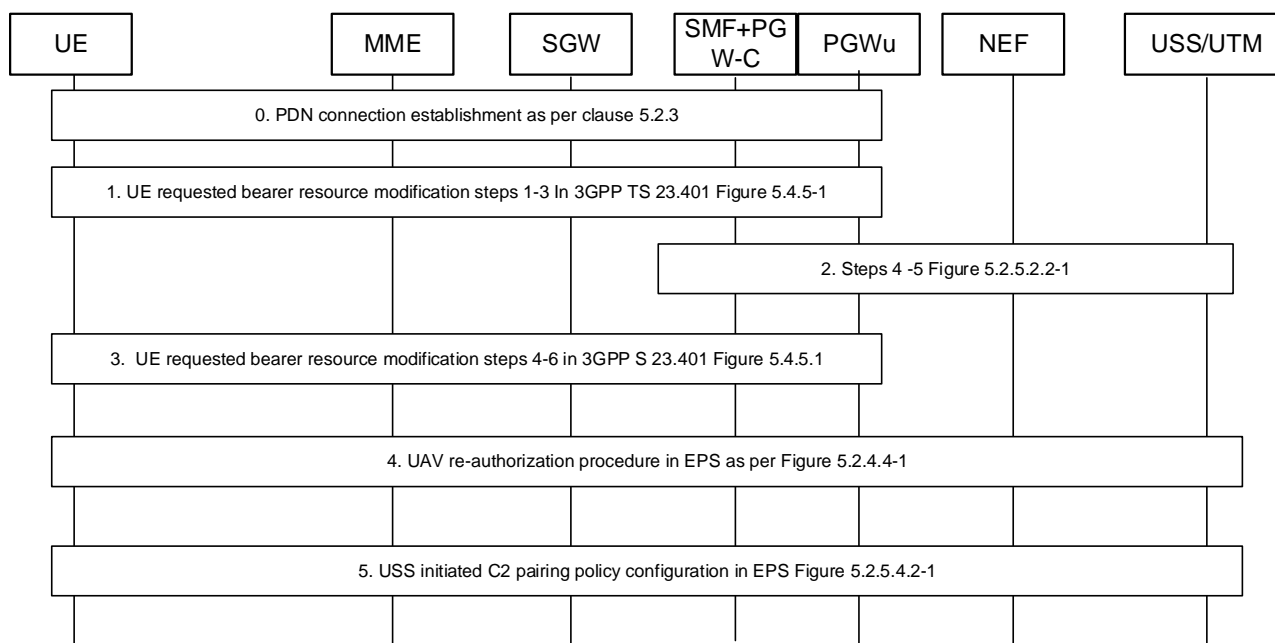 UE
MME
SGW
SMF+PG
W-C
PGWu
NEF
USS/UTM
0. PDN connection establishment as per clause 5.2.3
1. UE requested bearer resource modification steps 1-3 In 3GPP TS 23.401 Figure 5.4.5-1
2. Steps 4 -5 Figure 5.2.5.2.2-1
3.  UE requested bearer resource modification steps 4-6 in 3GPP S 23.401 Figure 5.4.5.1
4. UAV re-authorization procedure in EPS as per Figure 5.2.4.4-1
5. USS initiated C2 pairing policy configuration in EPS Figure 5.2.5.4.2-1